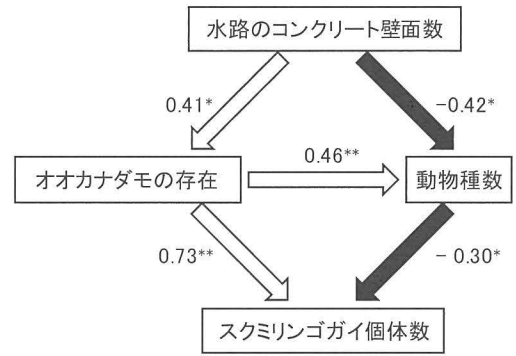 水路のコンクリート壁面数
0.41*
-0.42*
0.46**
オオカナダモの存在
動物種数
0.73**
- 0.30*
スクミリンゴガイ個体数